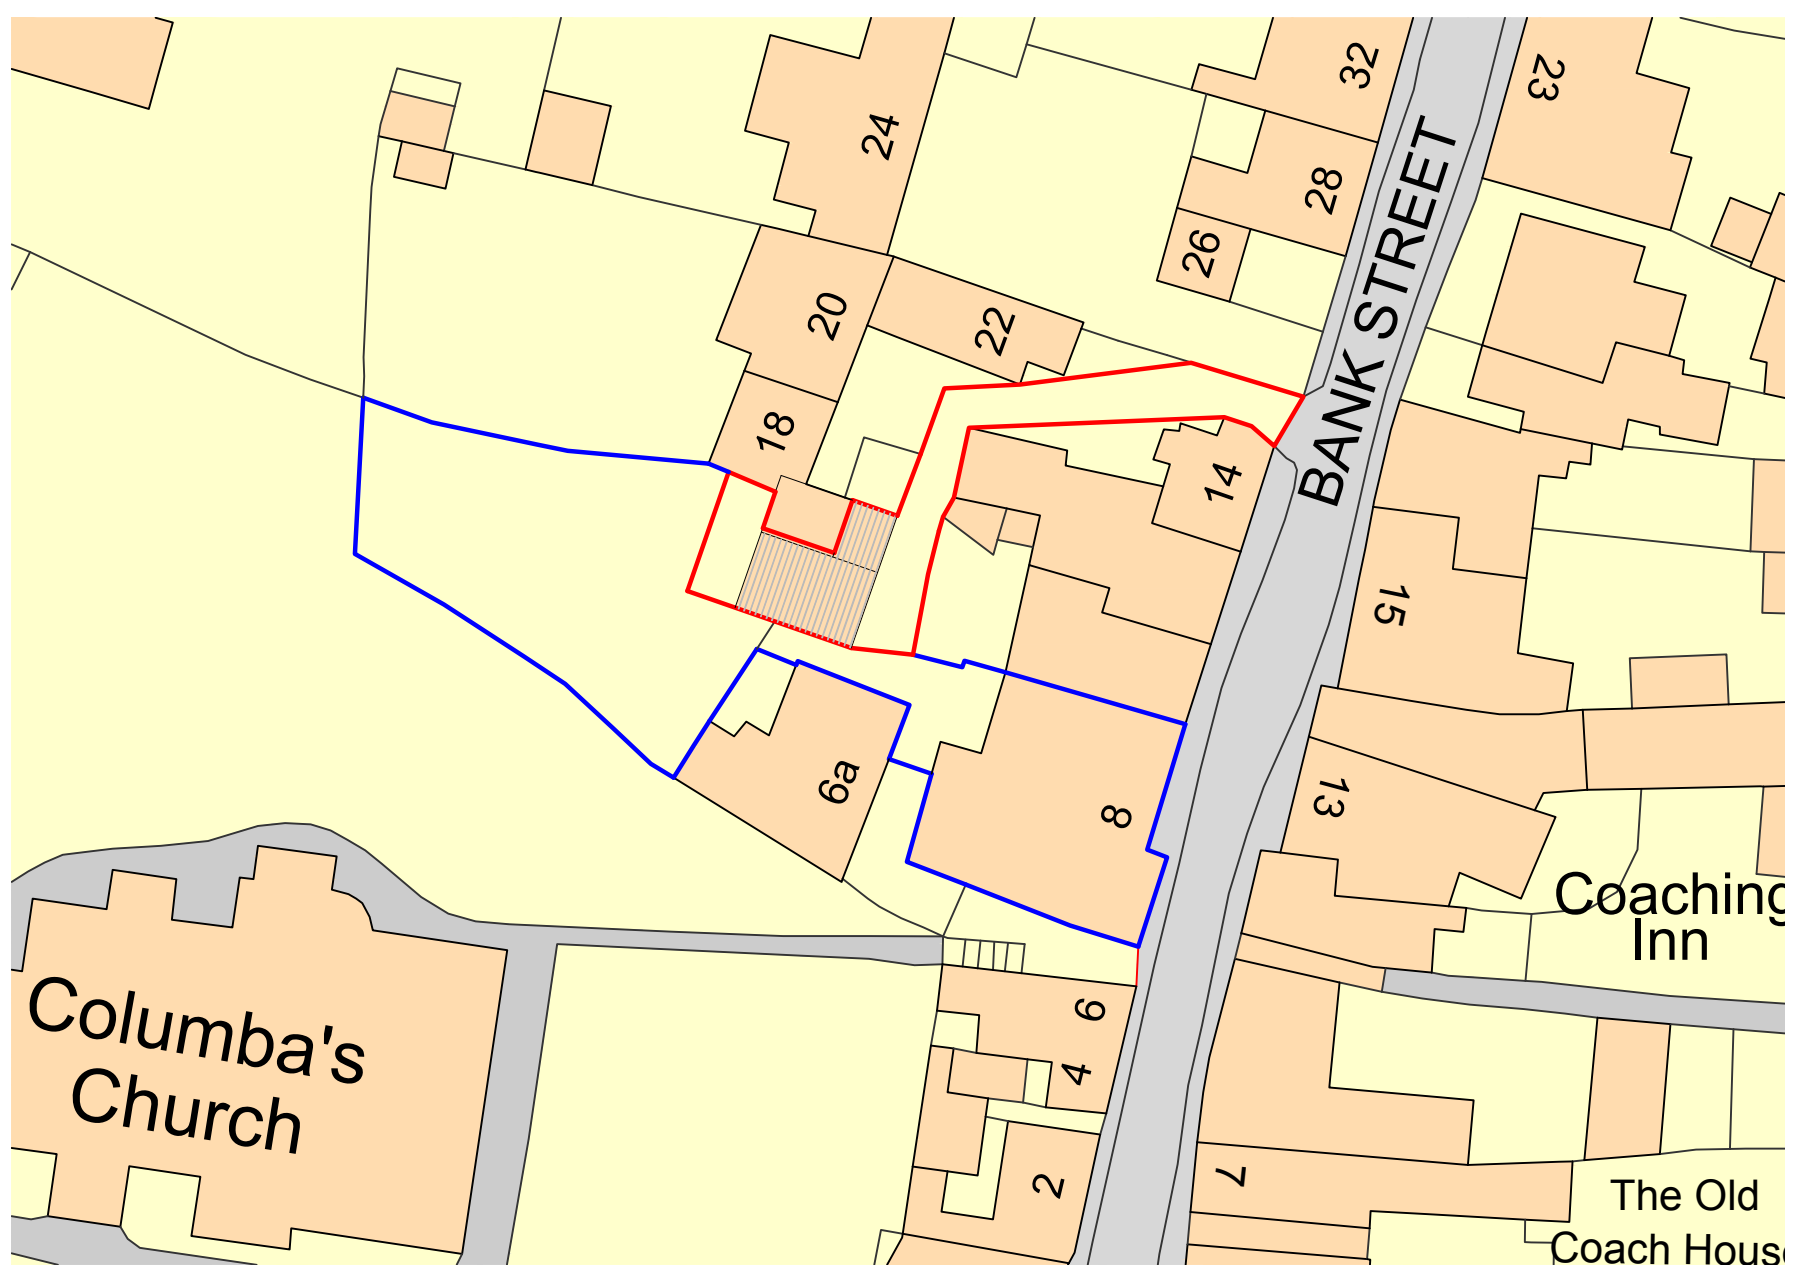 32
23
24
28
26
BANK STREET
20
22
18
14
15
6a
8
13
Coaching
Inn
Columba's
Church
6
4
2
7
The Old
Coach House